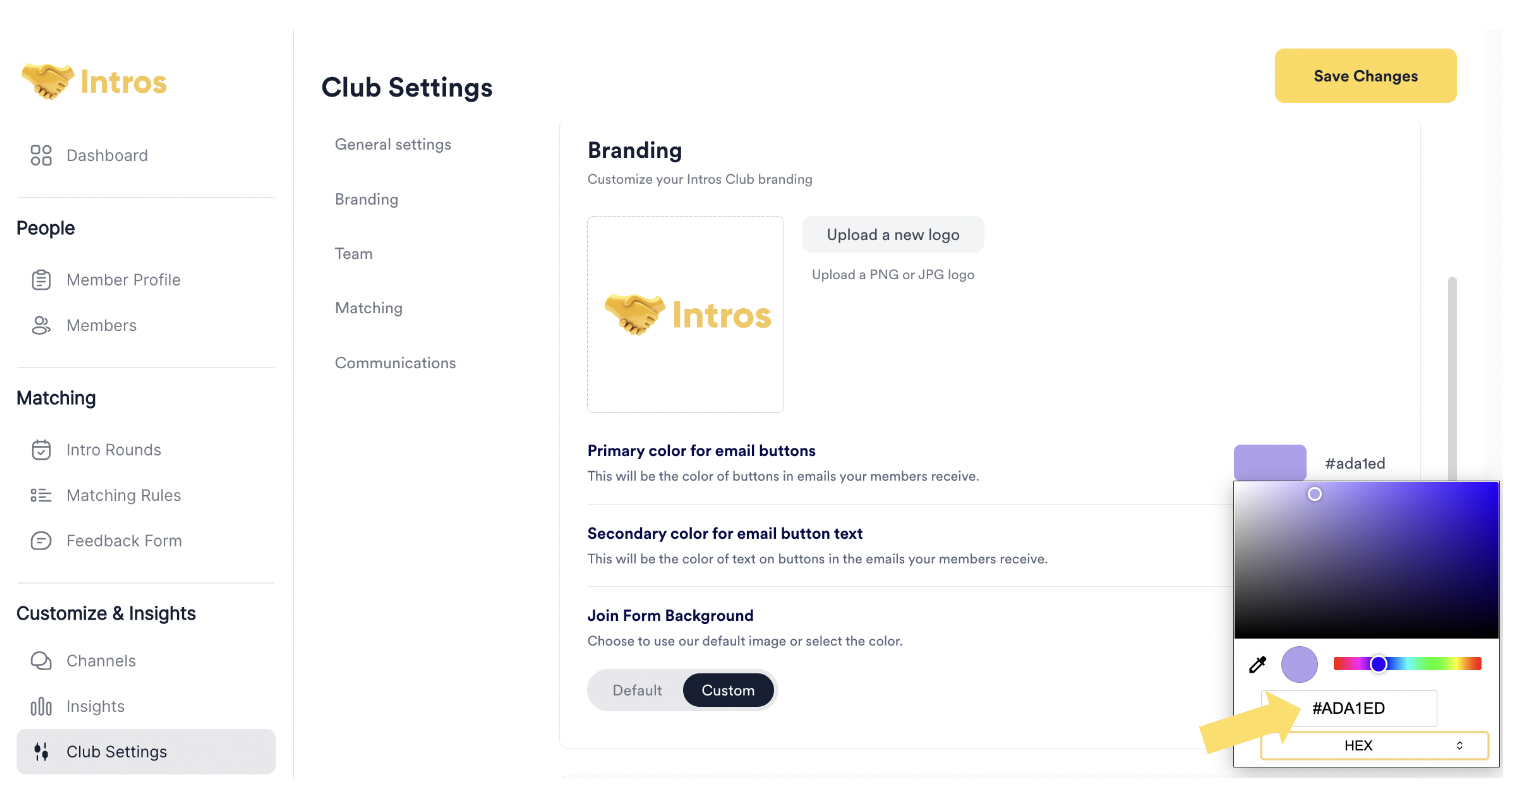 Intros
Dashboard
People
Member Profile
Members
Matching
Intro Rounds
Matching Rules
Feedback Form
Customize & Insights
Channels
Insights
Club Settings
Club Settings
Save Changes
General settings
Branding
Team
Matching
Communications
Branding
Customize your Intros Club branding
Intros
Upload a new logo
Upload a PNG or JPG logo
Primary color for email buttons
This will be the color of buttons in emails your members receive.
#ada1ed
Secondary color for email button text
This will be the color of text on buttons in the emails your members receive.
Join Form Background
Choose to use our default image or select the color.
Default
Custom
#ADA1ED
HEX